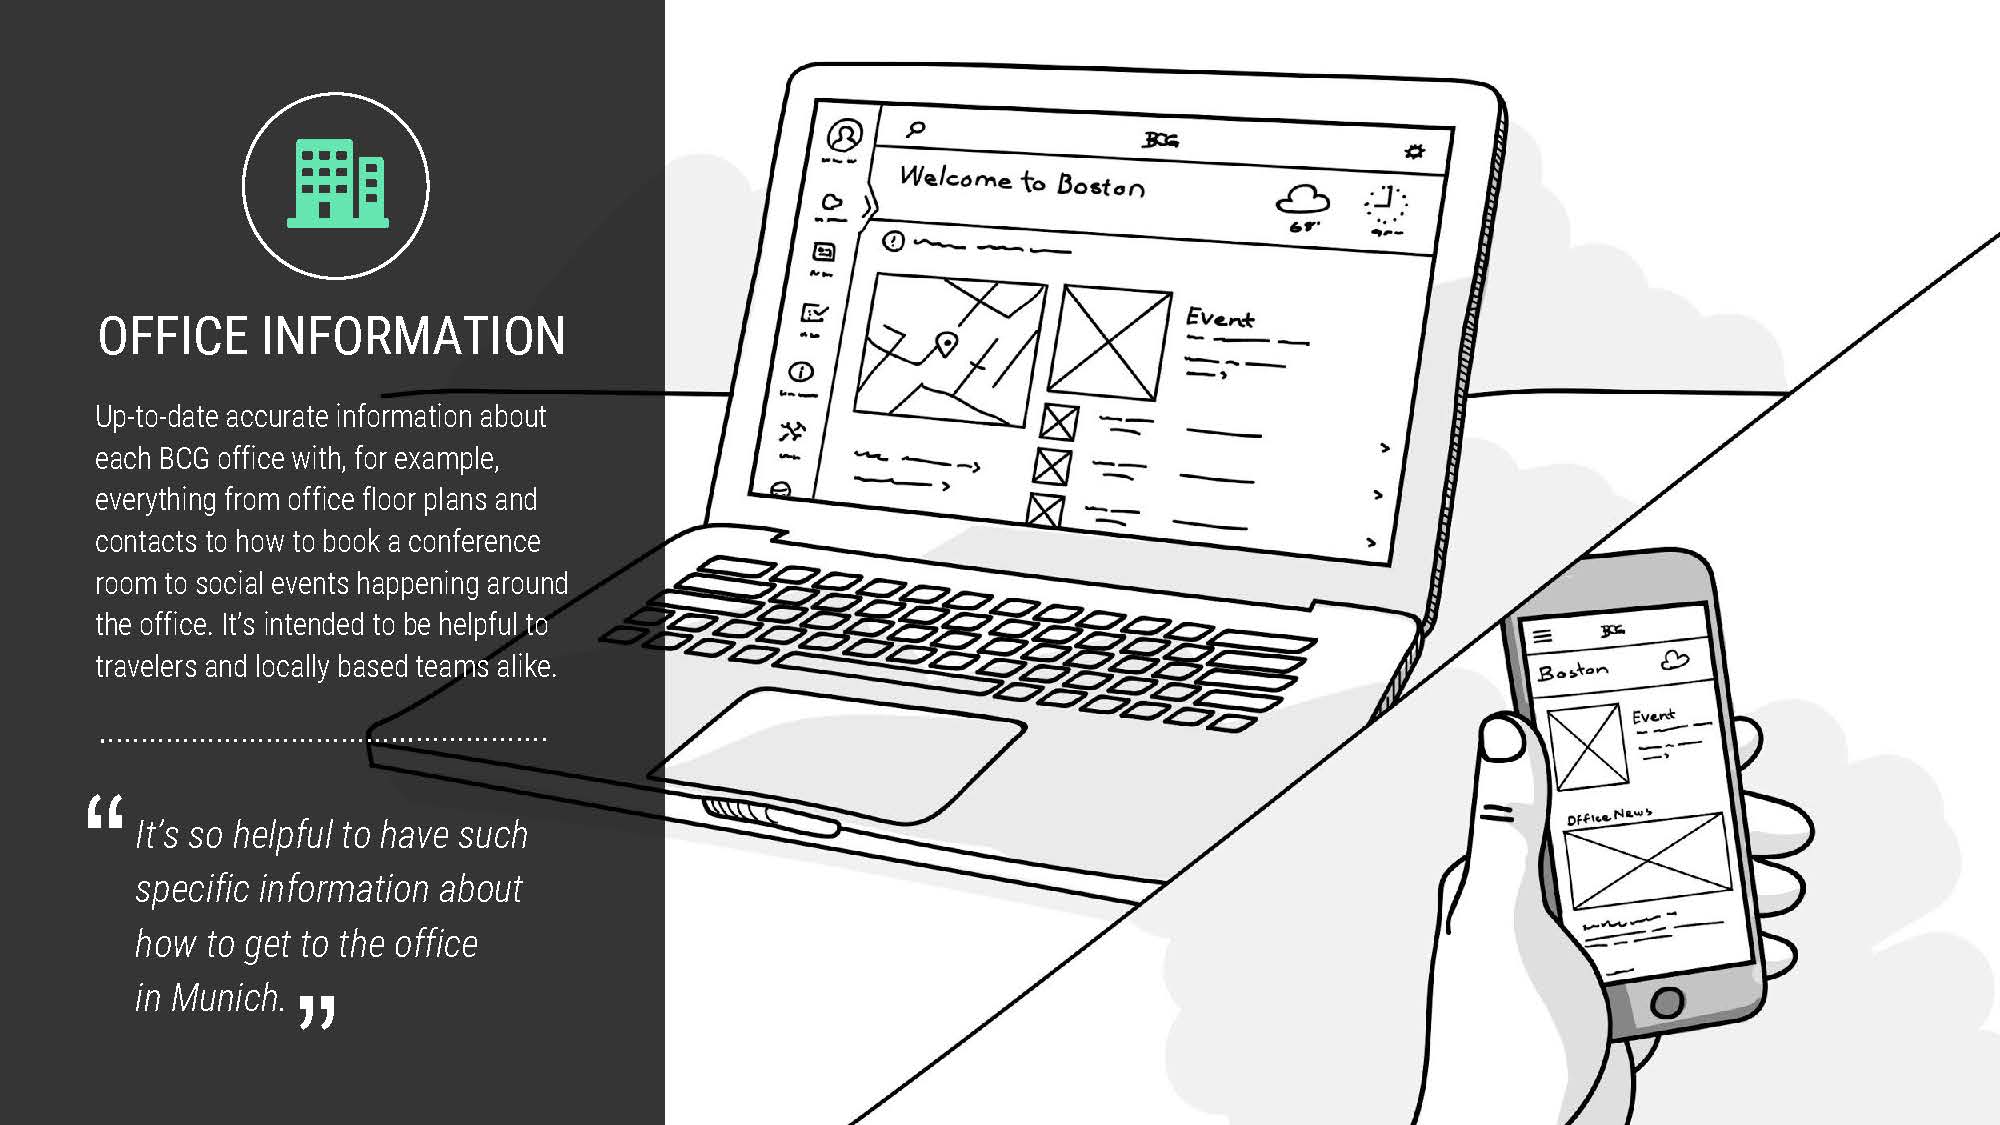 OFFICE INFORMATION
Up-to-date accurate information about
each BCG office with, for example,
everything from office floor plans and
contacts to how to book a conference
room to social events happening around
the office. It’s intended to be helpful to
travelers and locally based teams alike.
“It’s so helpful to have such
specific information about
how to get to the office
in Munich.”
BCG
Welcome to Boston
68°
Event
BCG
Boston
Event
Office News